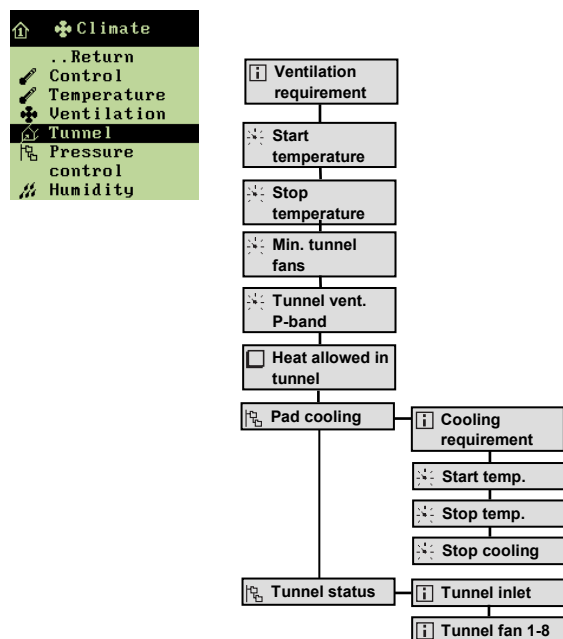 Climate
..Return
Control
Temperature
Ventilation
Tunnel
Pressure
control
Humidity
Ventilation
requirement
Start
temperature
Stop
temperature
Min. tunnel
fans
Tunnel vent.
P-band
Heat allowed in
tunnel
Pad cooling
Cooling
requirement
Start temp.
Stop temp.
Stop cooling
Tunnel status
Tunnel inlet
Tunnel fan 1-8